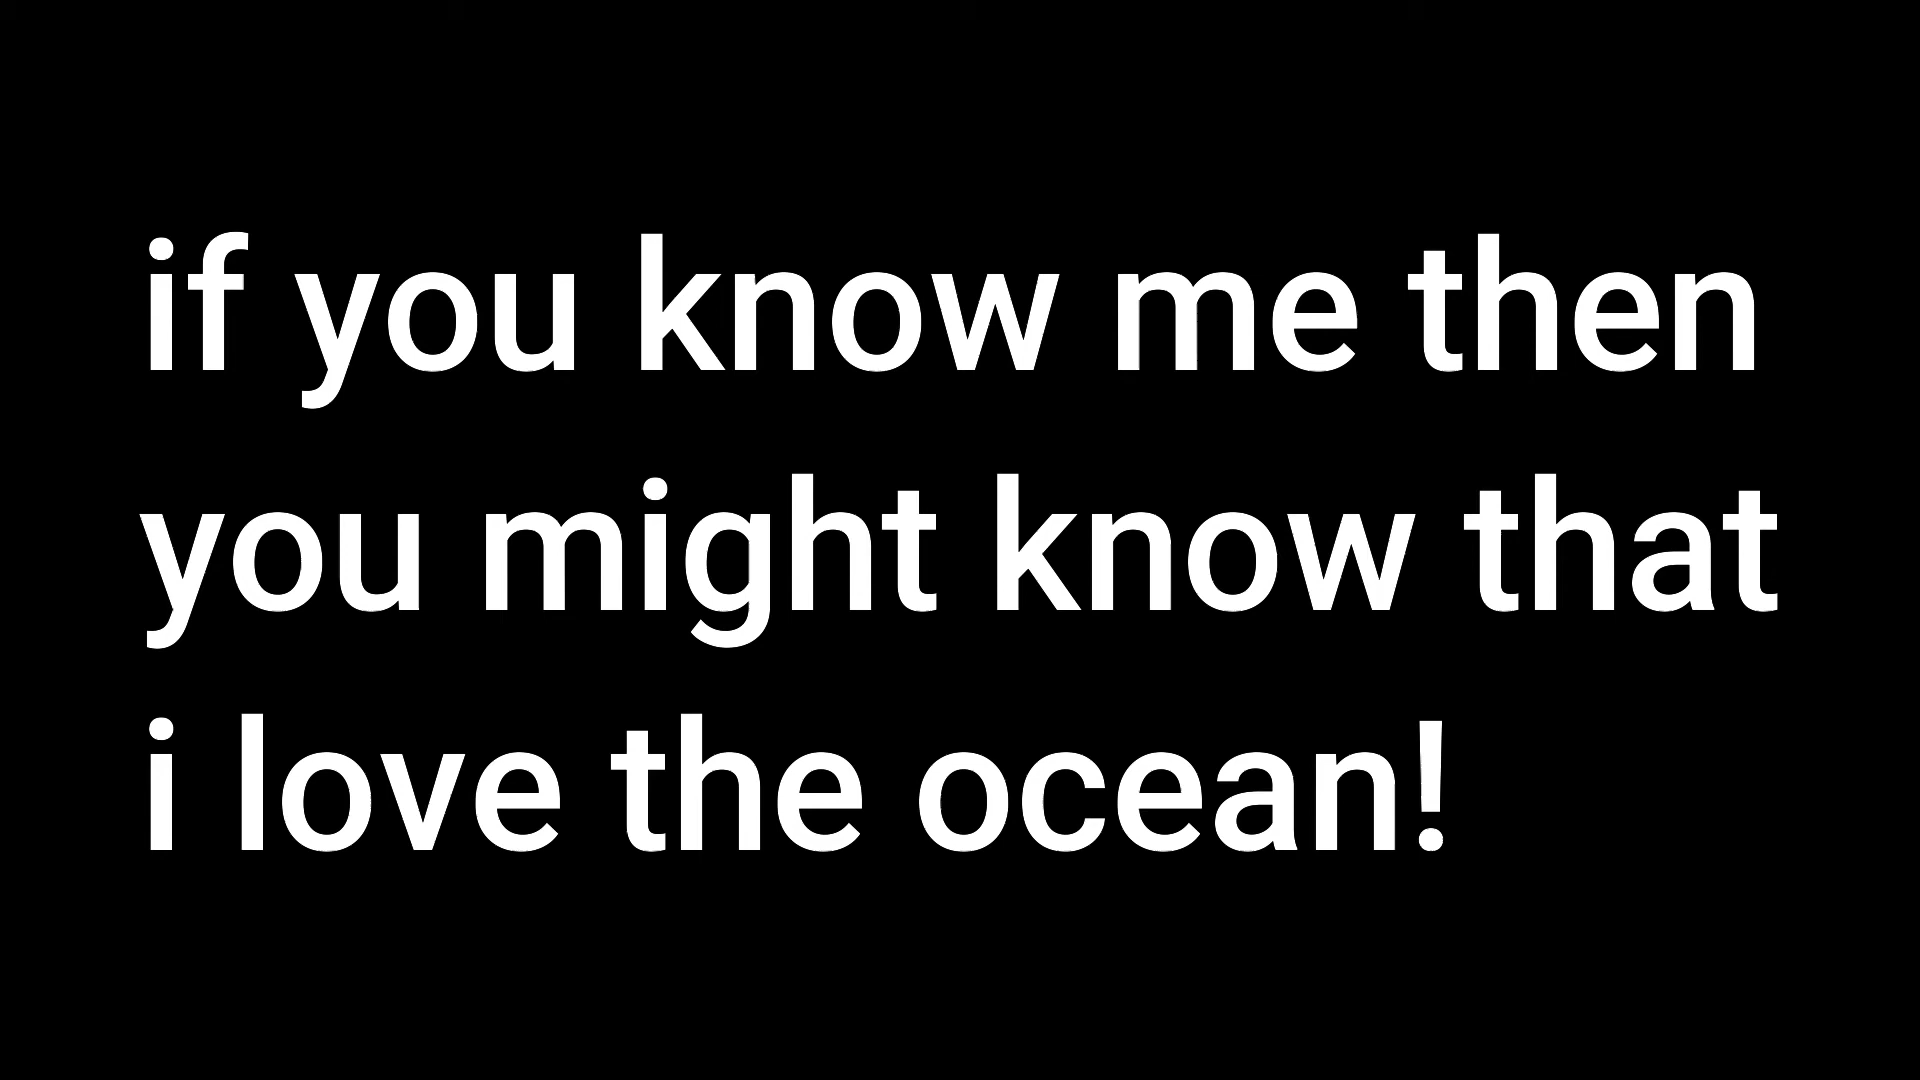 if you know me then
you might know that
i love the ocean!